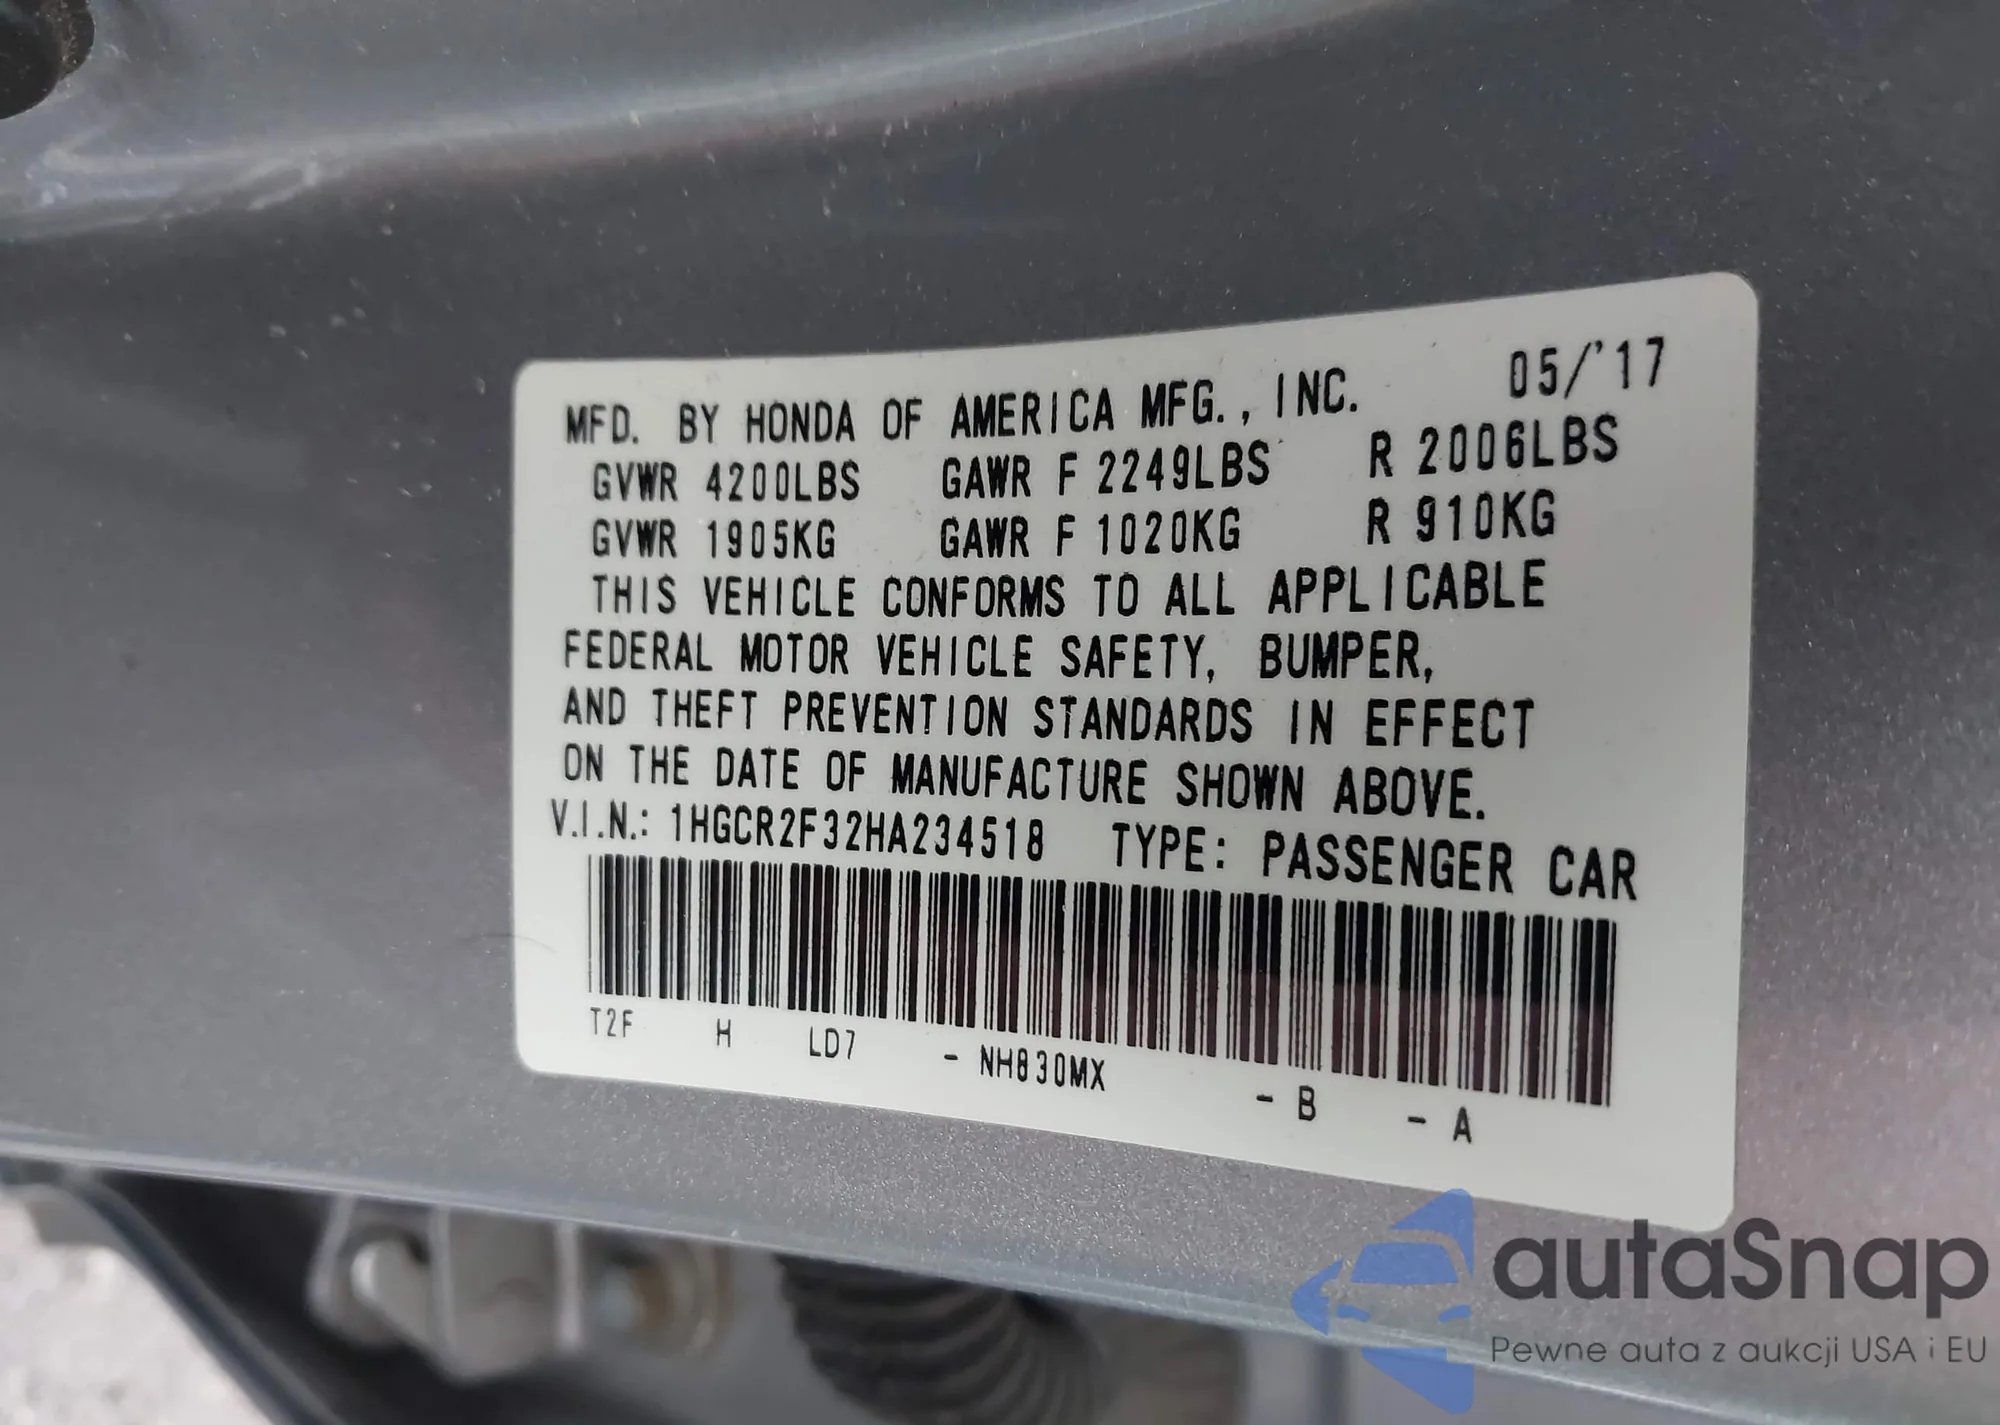 MFD. BY HONDA OF AMERICA MFG., INC. 05/'17
GVWR 4200LBS GAWR F 2249LBS R 2006LBS
GVWR 1905KG GAWR F 1020KG R 910KG
THIS VEHICLE CONFORMS TO ALL APPLICABLE
FEDERAL MOTOR VEHICLE SAFETY, BUMPER,
AND THEFT PREVENTION STANDARDS IN EFFECT
ON THE DATE OF MANUFACTURE SHOWN ABOVE.
V.I.N.: 1HGCR2F32HA234518 TYPE: PASSENGER CAR
T2F H LD7 - NH830MX - B - A
autaSnap
Pewne auta z aukcji USA i EU